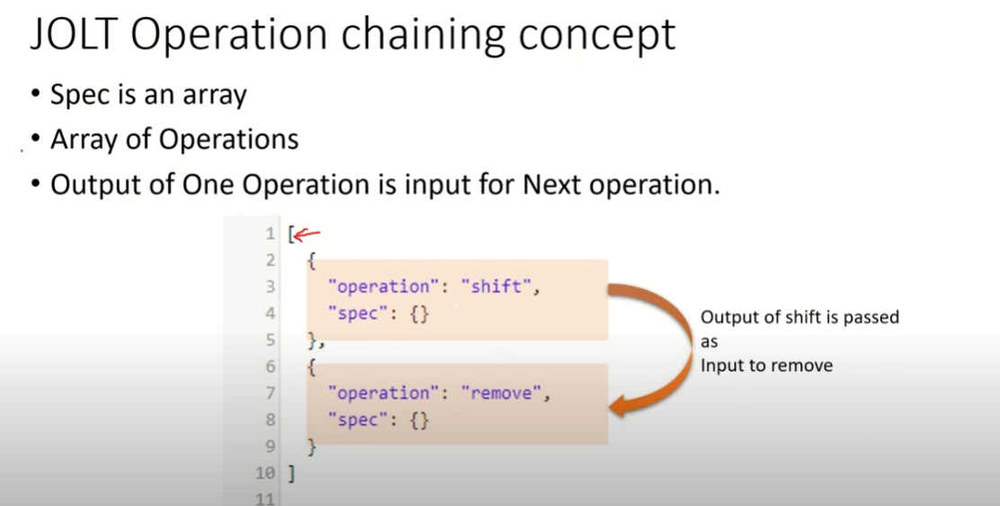 JOLT Operation chaining concept
• Spec is an array
• Array of Operations
• Output of One Operation is input for Next operation.
1 [
2 {
3 "operation": "shift",
4 "spec": {}
5 },
6 {
7 "operation": "remove",
8 "spec": {}
9 }
10 ]
11
Output of shift is passed
as
Input to remove